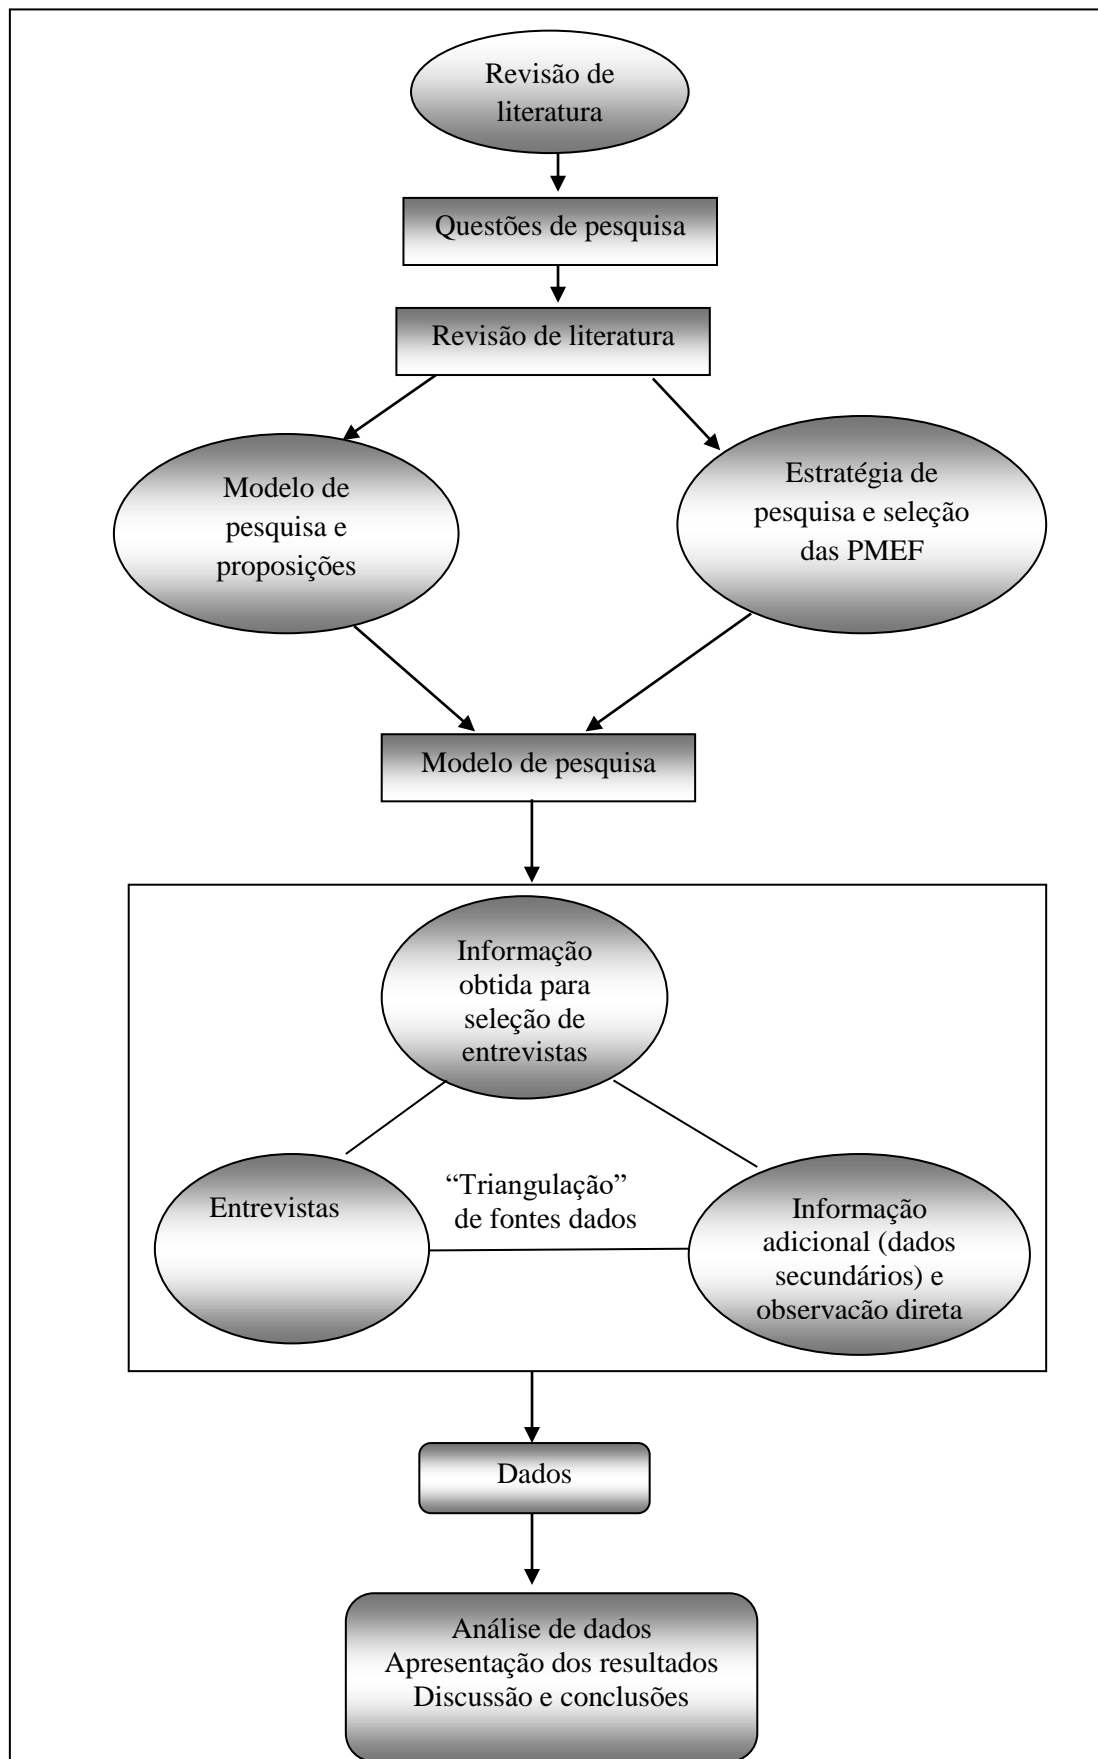 Revisão de
literatura
Questões de pesquisa
Revisão de literatura
Modelo de
pesquisa e
proposições
Estratégia de
pesquisa e seleção
das PMEF
Modelo de pesquisa
Informação
obtida para
seleção de
entrevistas
Entrevistas
“Triangulação”
de fontes dados
Informação
adicional (dados
secundários) e
observacão direta
Dados
Análise de dados
Apresentação dos resultados
Discussão e conclusões